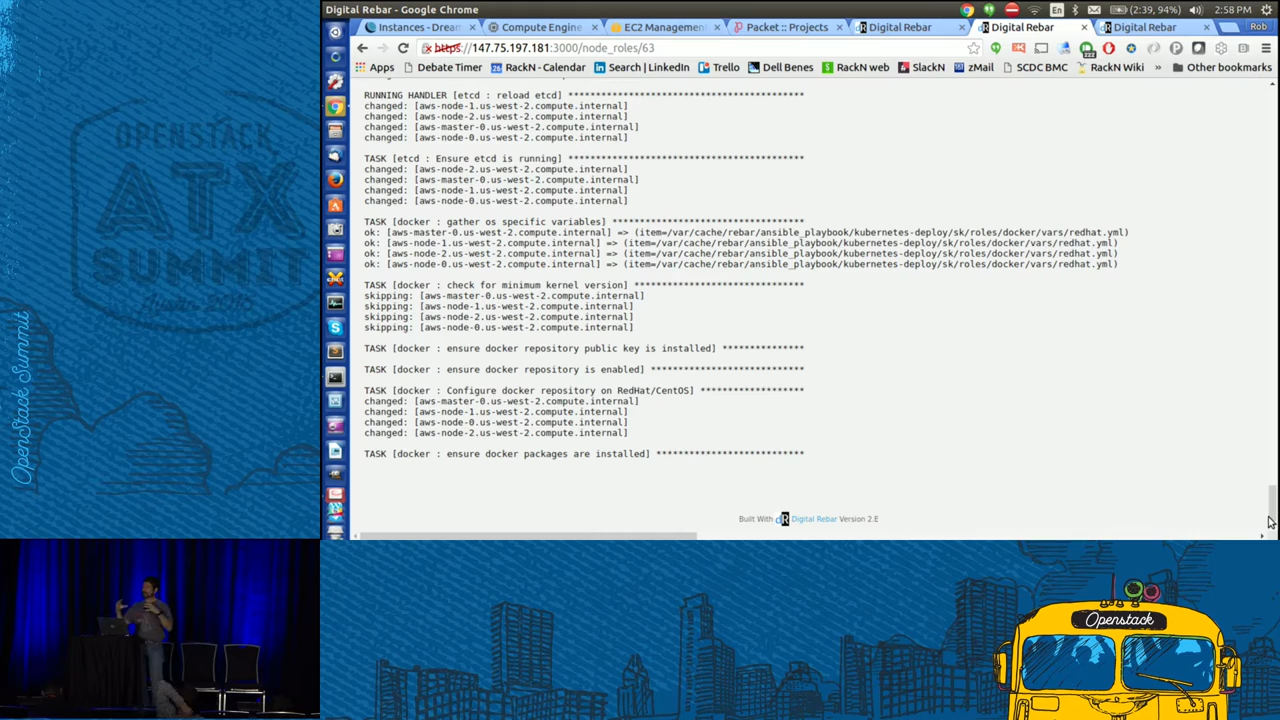 Digital Rebar - Google Chrome
En
(2:39, 94%)
2:58 PM
Instances - Dream
Compute Engine
EC2 Management
Packet :: Projects
Digital Rebar
Digital Rebar
Digital Rebar
Rob
https://147.75.197.181:3000/node_roles/63
Apps
Debate Timer
RackN - Calendar
Search | LinkedIn
Trello
Dell Benes
RackN web
SlackN
zMail
SCDC BMC
RackN Wiki
»
Other bookmarks
RUNNING HANDLER [etcd : reload etcd] *******************************************
changed: [aws-node-1.us-west-2.compute.internal]
changed: [aws-node-2.us-west-2.compute.internal]
changed: [aws-master-0.us-west-2.compute.internal]
changed: [aws-node-0.us-west-2.compute.internal]
TASK [etcd : Ensure etcd is running] *******************************************
changed: [aws-node-2.us-west-2.compute.internal]
changed: [aws-master-0.us-west-2.compute.internal]
changed: [aws-node-1.us-west-2.compute.internal]
changed: [aws-node-0.us-west-2.compute.internal]
TASK [docker : gather os specific variables] ***********************************
ok: [aws-master-0.us-west-2.compute.internal] => (item=/var/cache/rebar/ansible_playbook/kubernetes-deploy/sk/roles/docker/vars/redhat.yml)
ok: [aws-node-1.us-west-2.compute.internal] => (item=/var/cache/rebar/ansible_playbook/kubernetes-deploy/sk/roles/docker/vars/redhat.yml)
ok: [aws-node-2.us-west-2.compute.internal] => (item=/var/cache/rebar/ansible_playbook/kubernetes-deploy/sk/roles/docker/vars/redhat.yml)
ok: [aws-node-0.us-west-2.compute.internal] => (item=/var/cache/rebar/ansible_playbook/kubernetes-deploy/sk/roles/docker/vars/redhat.yml)
TASK [docker : check for minimum kernel version] *******************************
skipping: [aws-master-0.us-west-2.compute.internal]
skipping: [aws-node-1.us-west-2.compute.internal]
skipping: [aws-node-2.us-west-2.compute.internal]
skipping: [aws-node-0.us-west-2.compute.internal]
TASK [docker : ensure docker repository public key is installed] ***************
TASK [docker : ensure docker repository is enabled] ****************************
TASK [docker : Configure docker repository on RedHat/CentOS] *******************
changed: [aws-master-0.us-west-2.compute.internal]
changed: [aws-node-1.us-west-2.compute.internal]
changed: [aws-node-0.us-west-2.compute.internal]
changed: [aws-node-2.us-west-2.compute.internal]
TASK [docker : ensure docker packages are installed] ***************************
Built With dR Digital Rebar Version 2.E
OPENSTACK
ATX
SUMMIT
OpenStack Summit
Openstack